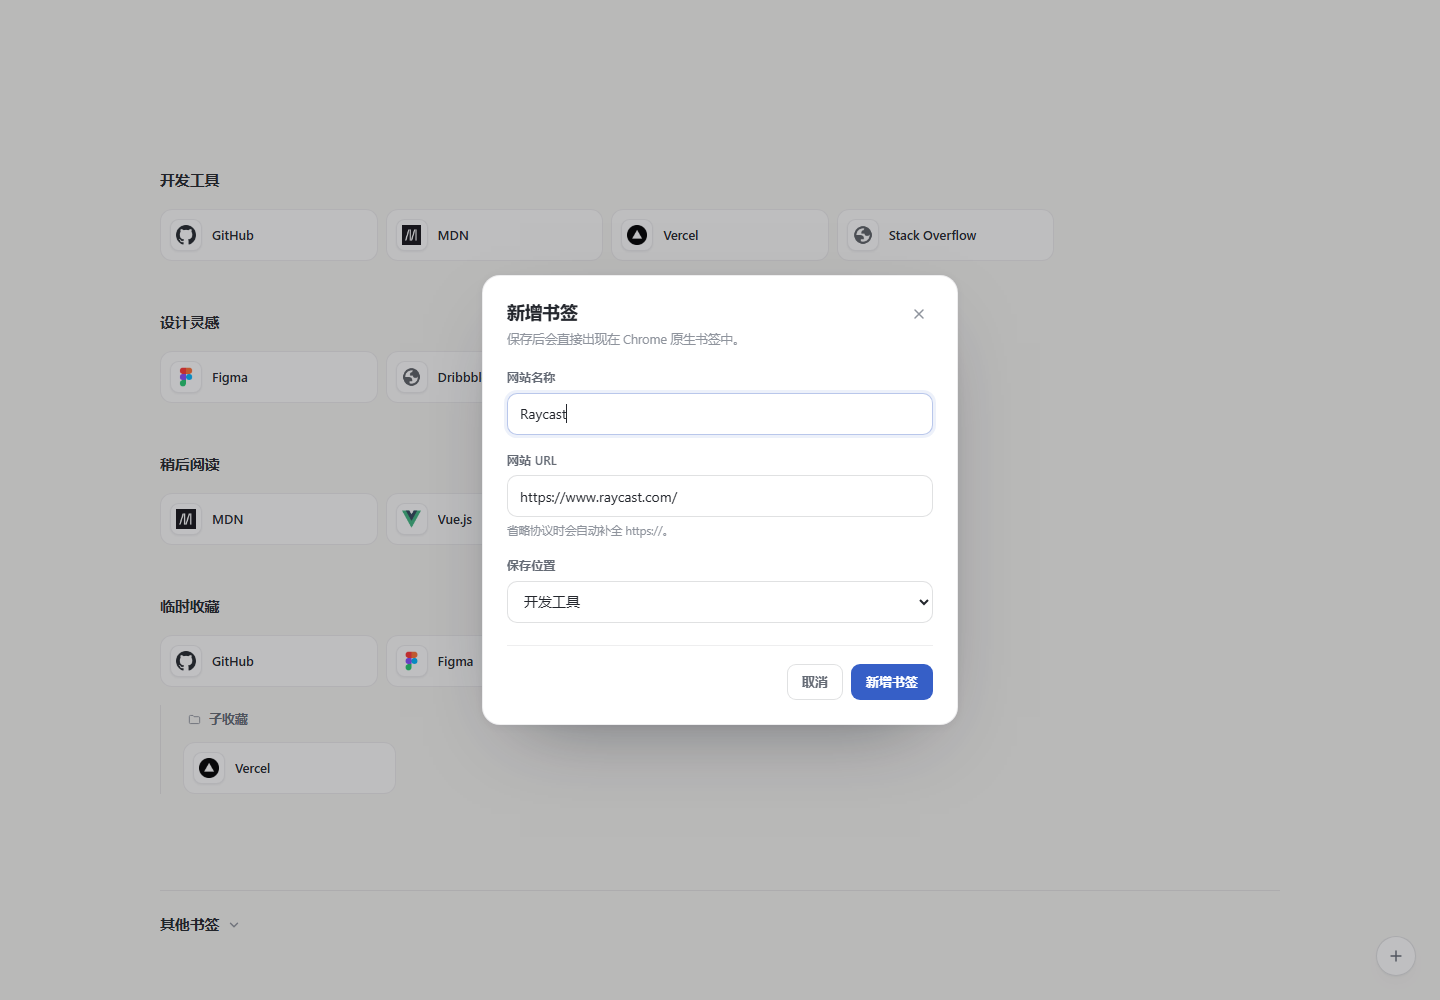 开发工具
GitHub
MDN
Vercel
Stack Overflow
设计灵感
Figma
Dribbbl
稍后阅读
MDN
Vue.js
临时收藏
GitHub
Figma
子收藏
Vercel
其他书签
新增书签
保存后会直接出现在 Chrome 原生书签中。
网站名称
Raycast
网站 URL
https://www.raycast.com/
省略协议时会自动补全 https://。
保存位置
开发工具
取消
新增书签